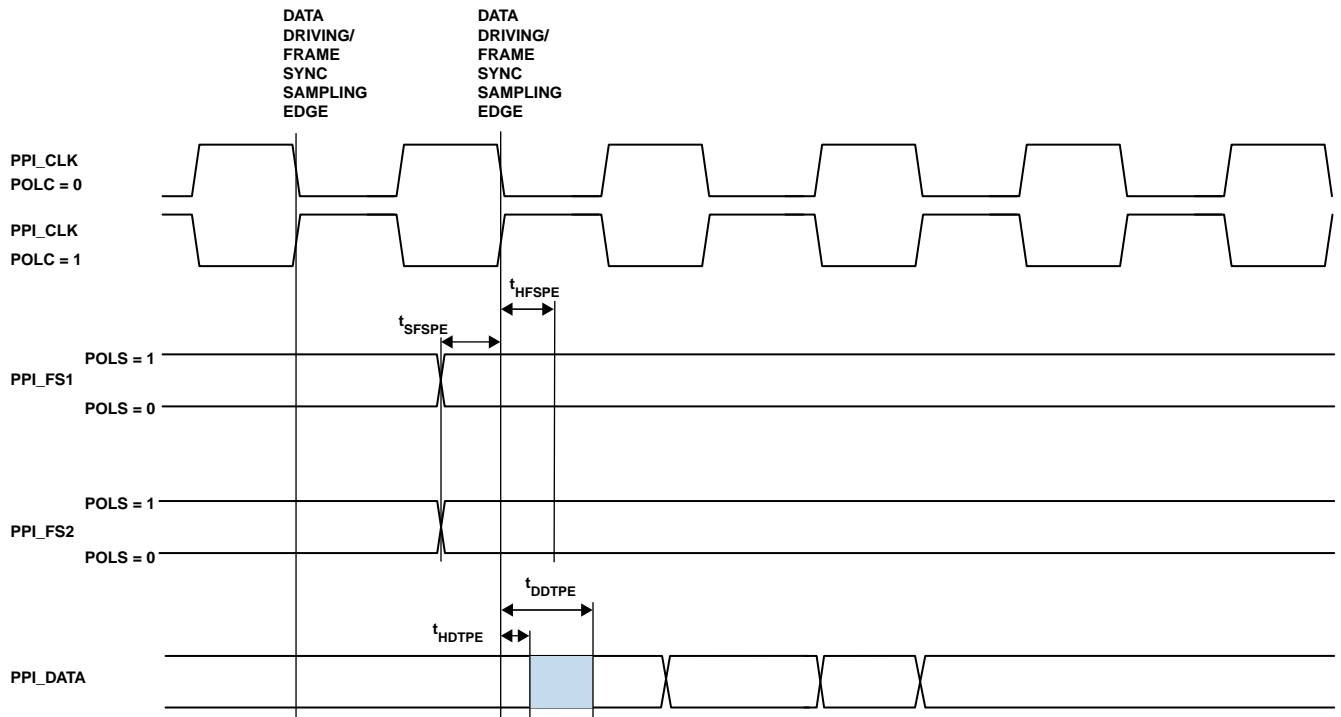 DATA
DRIVING/
FRAME
SYNC
SAMPLING
EDGE
DATA
DRIVING/
FRAME
SYNC
SAMPLING
EDGE
PPI_CLK
POLC = 0
PPI_CLK
POLC = 1
tHFSPE
tSFSPE
POLS = 1
PPI_FS1
POLS = 0
POLS = 1
PPI_FS2
POLS = 0
tDDTPE
tHDTPE
PPI_DATA